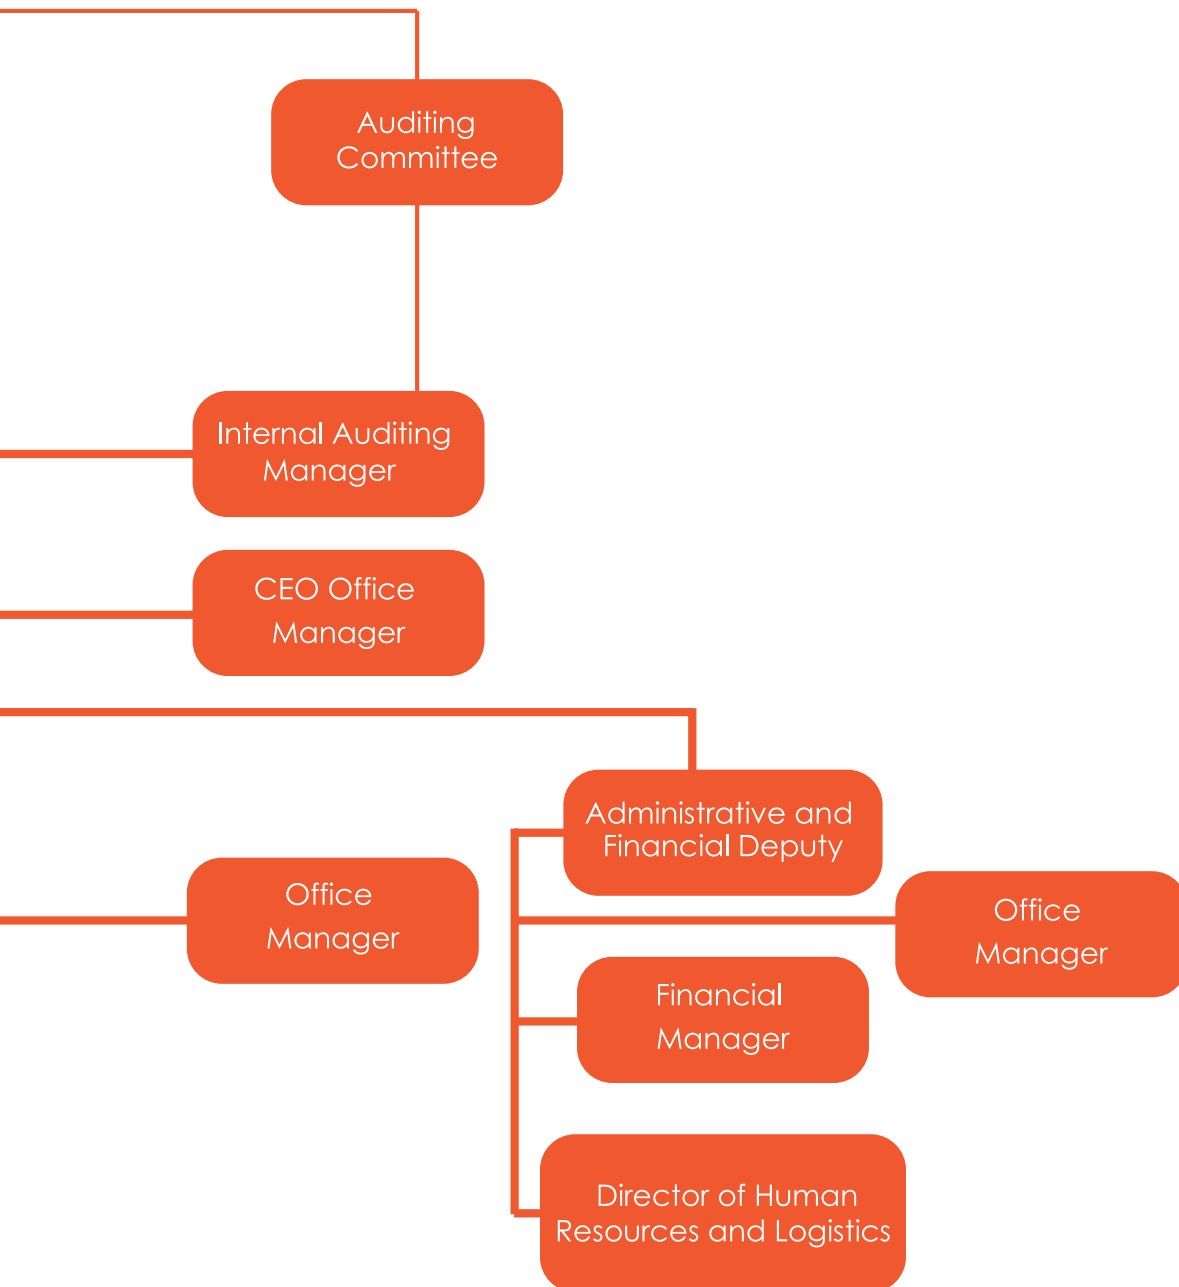 Auditing
Committee
Internal Auditing
Manager
CEO Office
Manager
Administrative and
Financial Deputy
Office
Manager
Office
Manager
Financial
Manager
Director of Human
Resources and Logistics